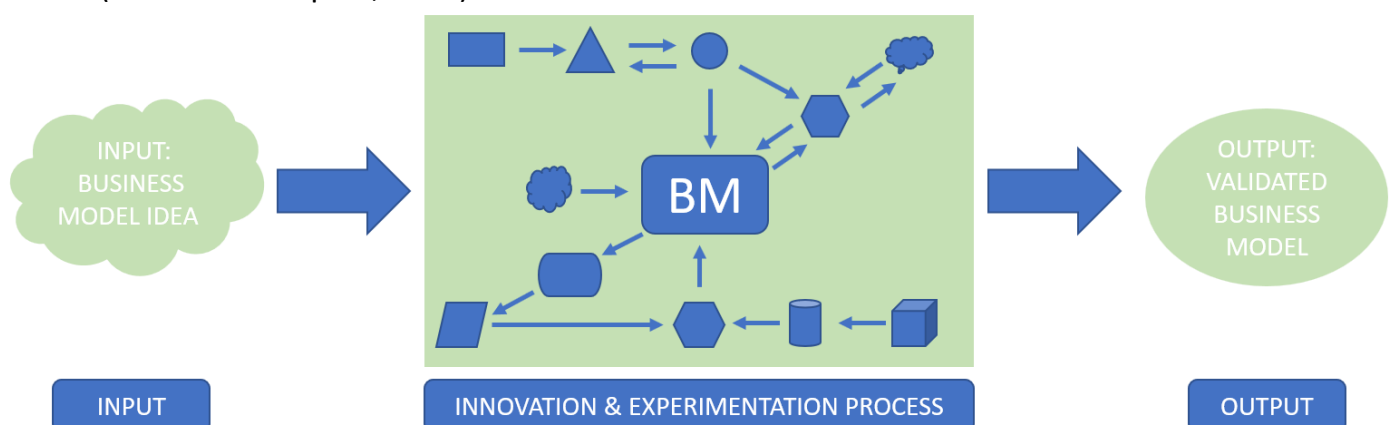 INPUT:
BUSINESS
MODEL IDEA
BM
OUTPUT:
VALIDATED
BUSINESS
MODEL
INPUT
INNOVATION & EXPERIMENTATION PROCESS
OUTPUT